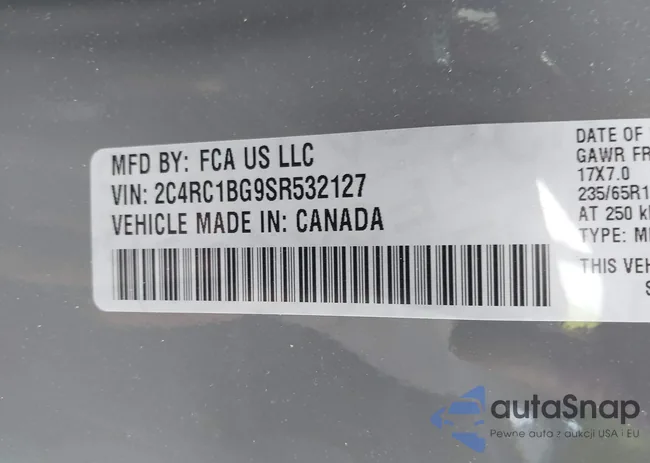 MFD BY: FCA US LLC
VIN: 2C4RC1BG9SR532127
VEHICLE MADE IN: CANADA
DATE OF
GAWR FR
17X7.0
235/65R1
AT 250 k
TYPE: M
THIS VEH
S
autaSnap
Pewne auta z aukcji USA i EU